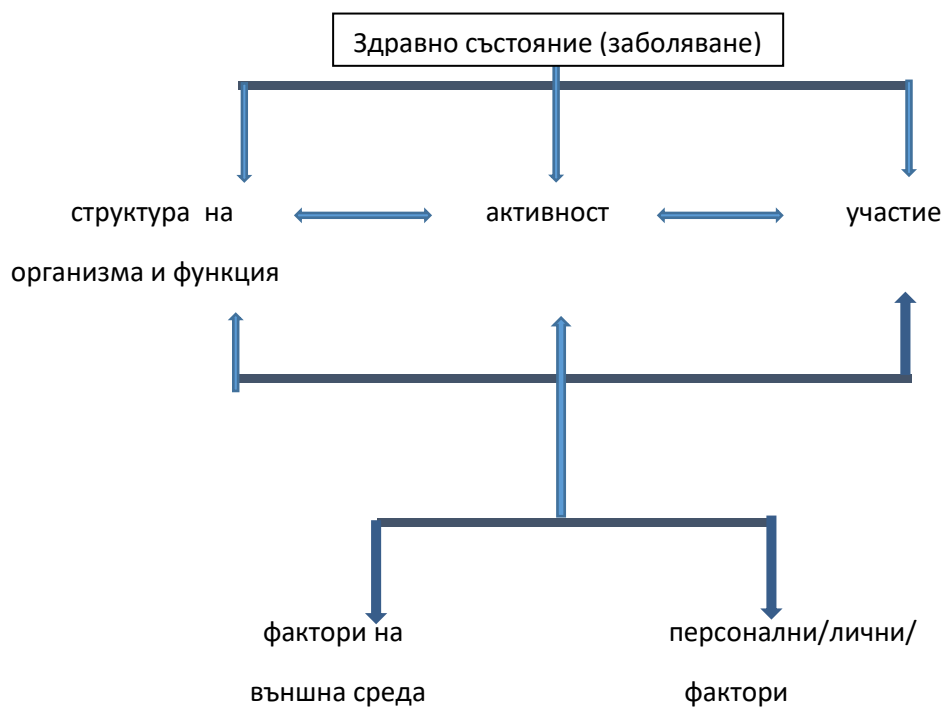 Здравно състояние (заболяване)
структура на
организма и функция
активност
участие
фактори на
външна среда
персонални/лични/
фактори